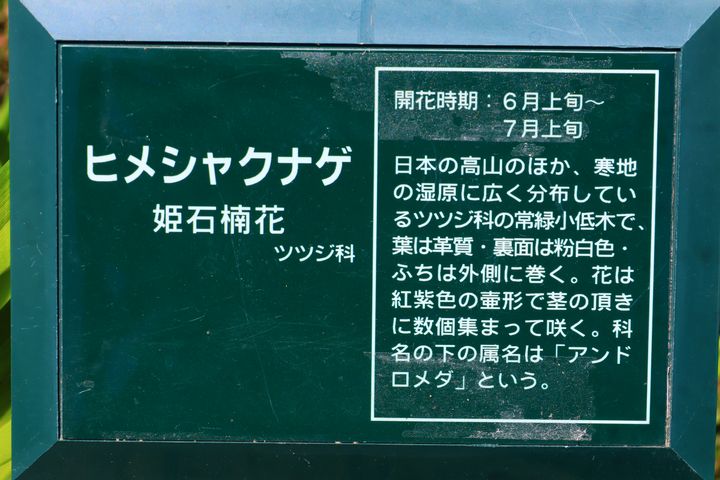 ヒメシャクナゲ
姫石楠花
ツツジ科
開花時期：６月上旬～
７月上旬
日本の高山のほか、寒地
の湿原に広く分布してい
るツツジ科の常緑小低木で、
葉は革質・裏面は粉白色・
ふちは外側に巻く。花は
紅紫色の壷形で茎の頂き
に数個集まって咲く。科
名の下の属名は「アンド
ロメダ」という。